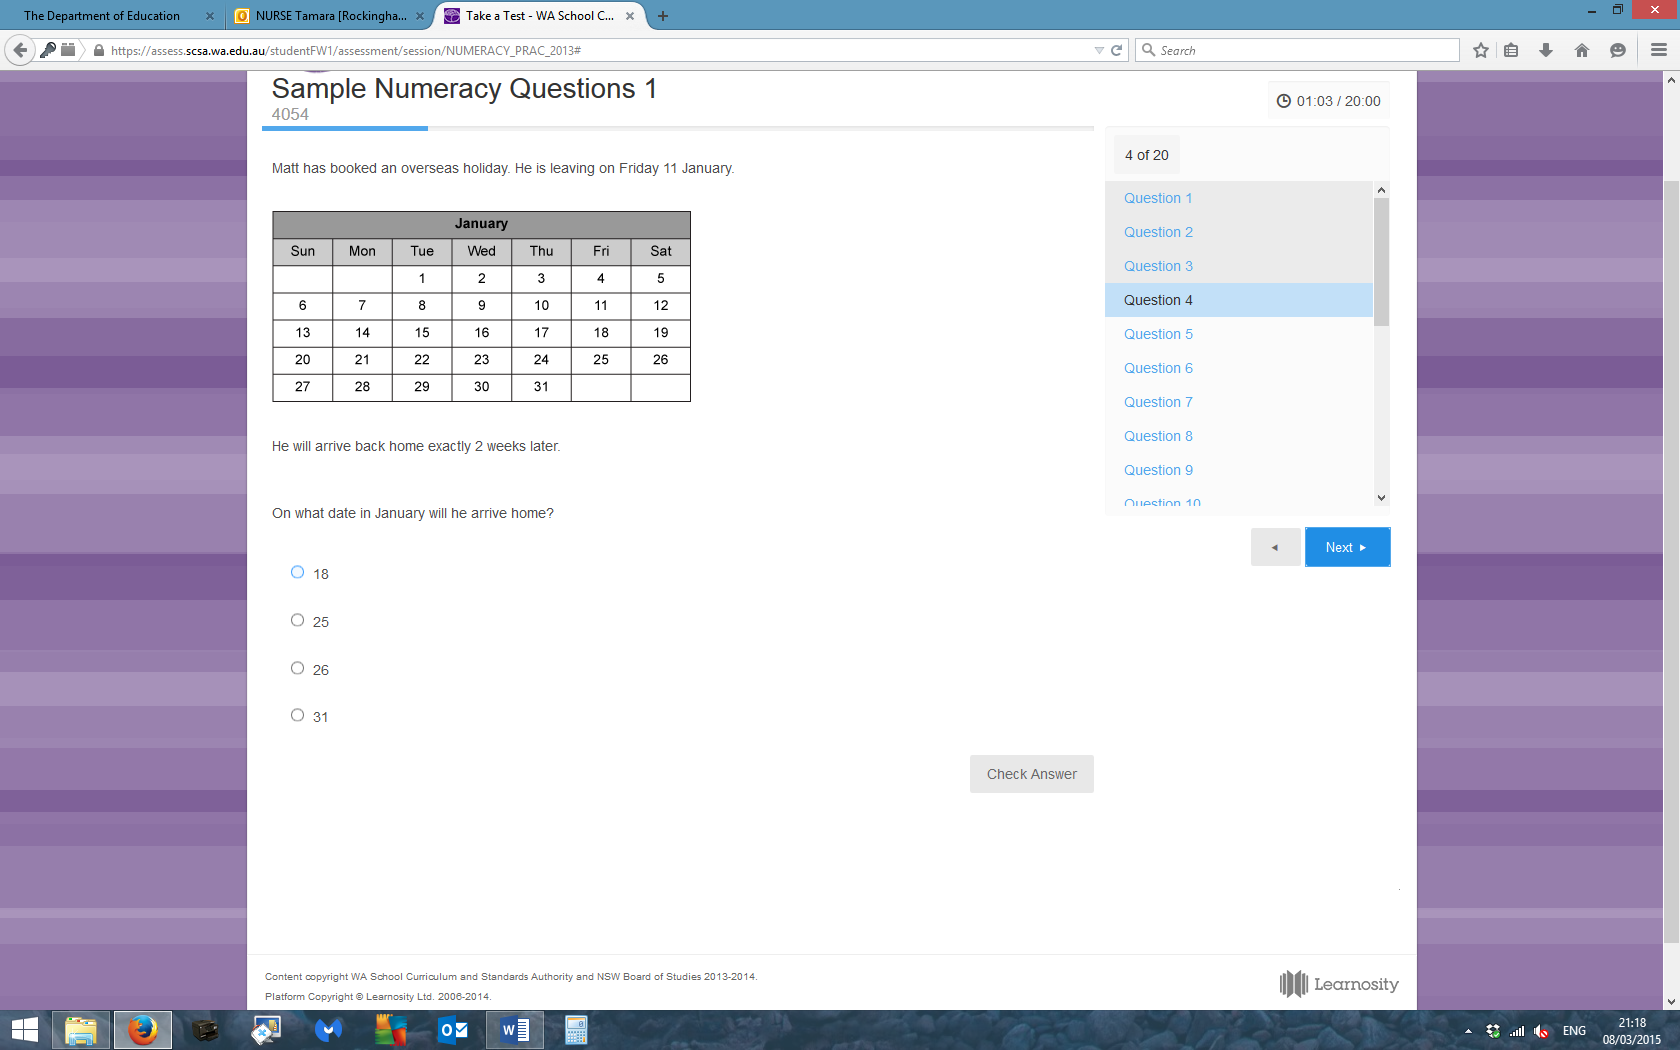 The Department of Education
NURSE Tamara [Rockingha...
Take a Test - WA School C...
https://assess.scsa.wa.edu.au/studentFW1/assessment/session/NUMERACY_PRAC_2013#
Search
Sample Numeracy Questions 1
4054
01:03 / 20:00
Matt has booked an overseas holiday. He is leaving on Friday 11 January.
January
Sun Mon Tue Wed Thu Fri Sat
1 2 3 4 5
6 7 8 9 10 11 12
13 14 15 16 17 18 19
20 21 22 23 24 25 26
27 28 29 30 31
He will arrive back home exactly 2 weeks later.
On what date in January will he arrive home?
18
25
26
31
Check Answer
4 of 20
Question 1
Question 2
Question 3
Question 4
Question 5
Question 6
Question 7
Question 8
Question 9
Question 10
Next
Content copyright WA School Curriculum and Standards Authority and NSW Board of Studies 2013-2014.
Platform Copyright © Learnosity Ltd. 2006-2014.
Learnosity
ENG
21:18
08/03/2015